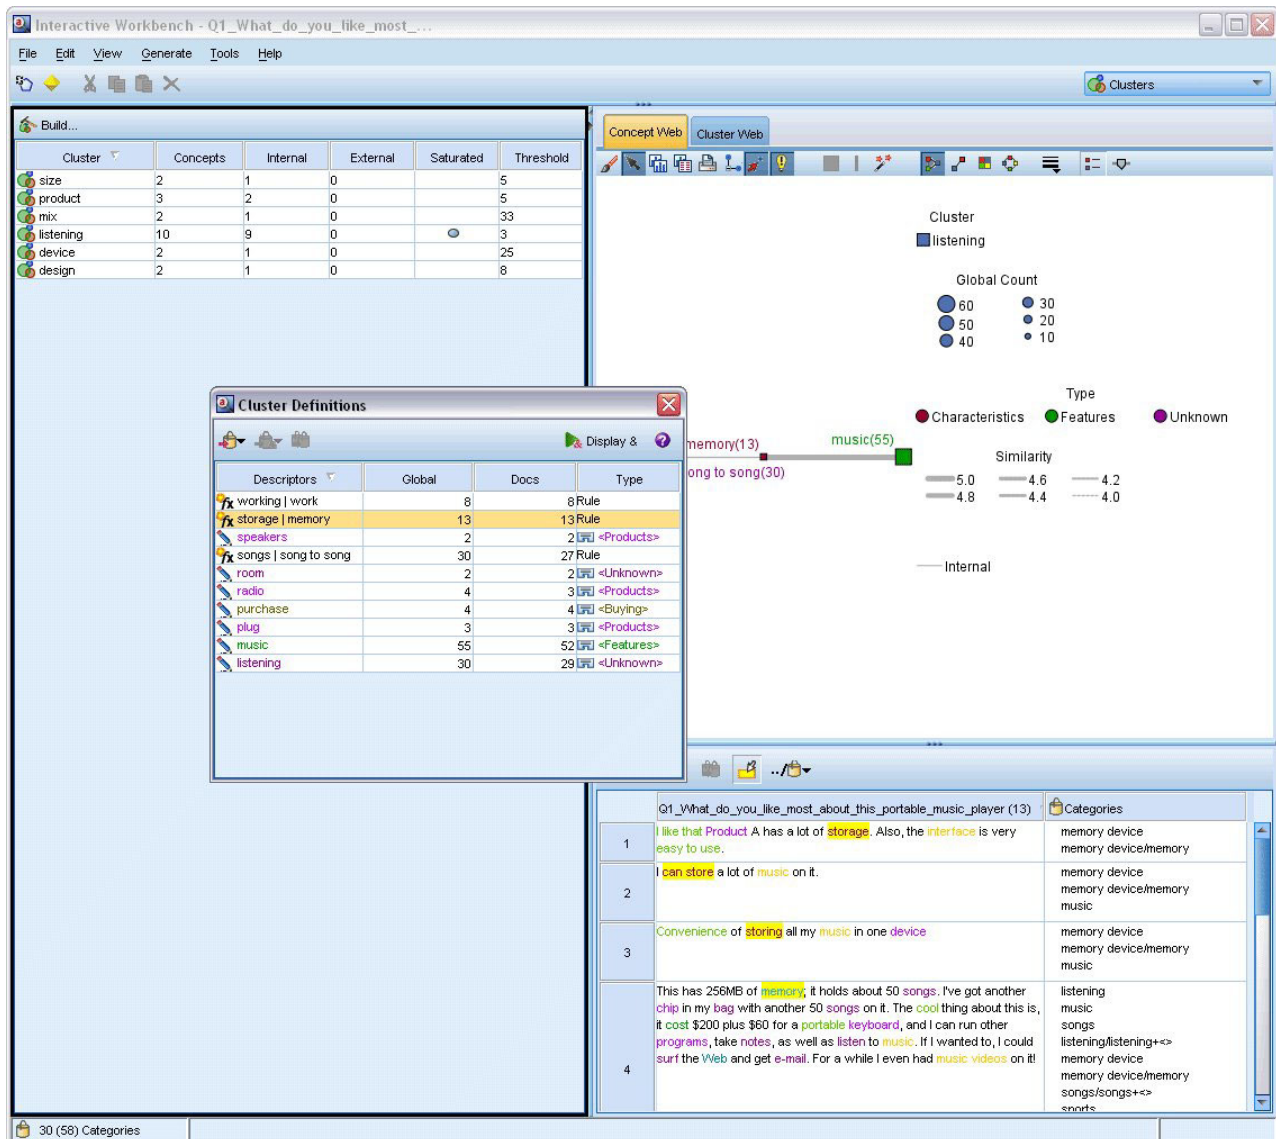 Interactive Workbench - Q1_What_do_you_like_most_...
File Edit View Generate Tools Help
Clusters
Build...
Cluster Concepts Internal External Saturated Threshold
size 2 1 0 5
product 3 2 0 5
mix 2 1 0 33
listening 10 9 0 3
device 2 1 0 25
design 2 1 0 8
Concept Web Cluster Web
Cluster
listening
Global Count
60 30
50 20
40 10
Type
Characteristics Features Unknown
memory(13) music(55)
ong to song(30)
Similarity
5.0 4.6 4.2
4.8 4.4 4.0
Internal
Cluster Definitions
Display &
Descriptors Global Docs Type
fx working | work 8 8 Rule
fx storage | memory 13 13 Rule
speakers 2 2 <Products>
fx songs | song to song 30 27 Rule
room 2 2 <Unknown>
radio 4 3 <Products>
purchase 4 4 <Buying>
plug 3 3 <Products>
music 55 52 <Features>
listening 30 29 <Unknown>
../
Q1_What_do_you_like_most_about_this_portable_music_player (13) Categories
1
I like that Product A has a lot of storage. Also, the interface is very
easy to use.
memory device
memory device/memory
2
I can store a lot of music on it.
memory device
memory device/memory
music
3
Convenience of storing all my music in one device
memory device
memory device/memory
music
4
This has 256MB of memory; it holds about 50 songs. I've got another
chip in my bag with another 50 songs on it. The cool thing about this is,
it cost $200 plus $60 for a portable keyboard, and I can run other
programs, take notes, as well as listen to music. If I wanted to, I could
surf the Web and get e-mail. For a while I even had music videos on it!
listening
music
songs
listening/listening+<>
memory device
memory device/memory
songs/songs+<>
sports
30 (58) Categories